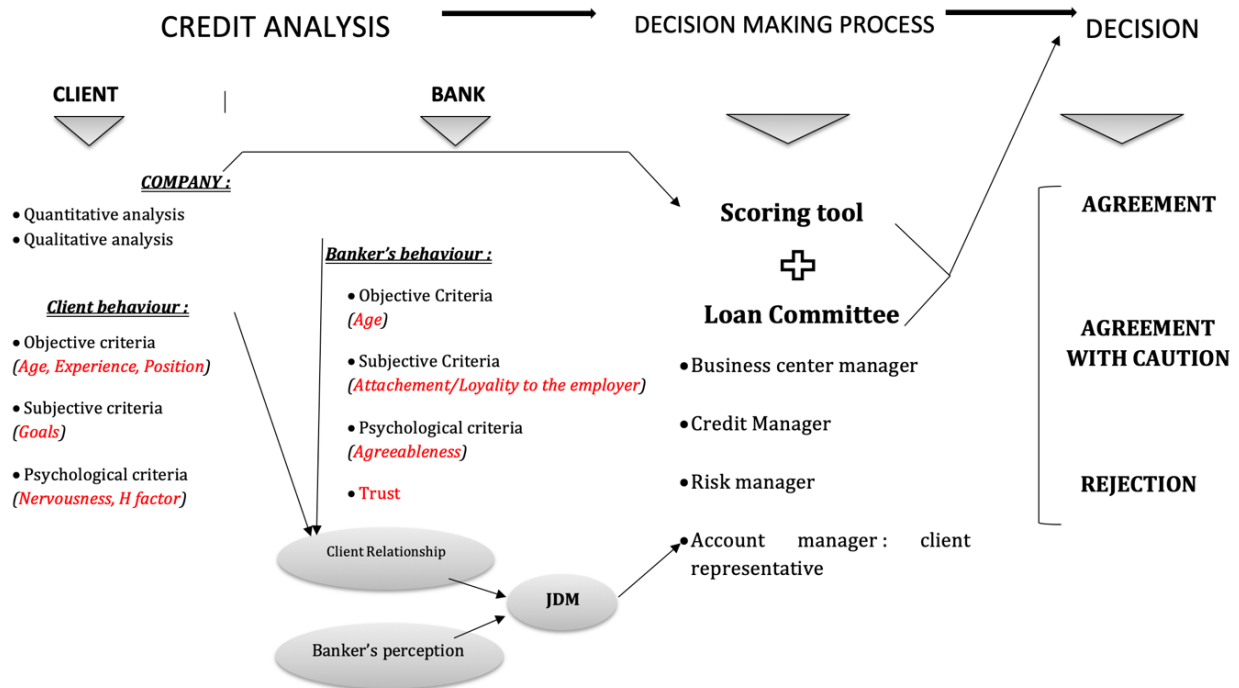 CREDIT ANALYSIS
DECISION MAKING PROCESS
DECISION
CLIENT
BANK
COMPANY :
• Quantitative analysis
• Qualitative analysis
Client behaviour :
• Objective criteria
(Age, Experience, Position)
• Subjective criteria
(Goals)
• Psychological criteria
(Nervousness, H factor)
Banker's behaviour :
• Objective Criteria
(Age)
• Subjective Criteria
(Attachement/Loyality to the employer)
• Psychological criteria
(Agreeableness)
• Trust
Client Relationship
Banker's perception
JDM
Scoring tool
Loan Committee
• Business center manager
• Credit Manager
• Risk manager
• Account manager : client
representative
AGREEMENT
AGREEMENT
WITH CAUTION
REJECTION